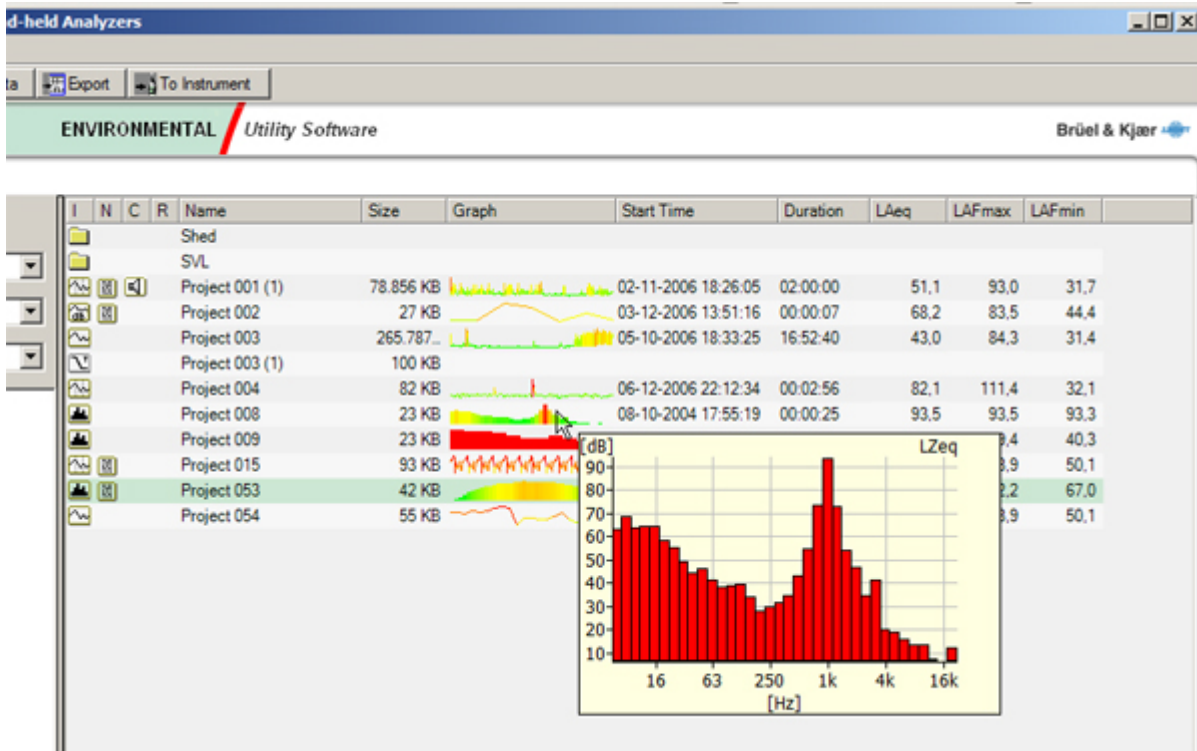 d-held Analyzers
ta Export To Instrument
ENVIRONMENTAL Utility Software Brüel & Kjær
I N C R Name Size Graph Start Time Duration LAeq LAFmax LAFmin
Shed
SVL
Project 001 (1) 78.856 KB 02-11-2006 18:26:05 02:00:00 51,1 93,0 31,7
Project 002 27 KB 03-12-2006 13:51:16 00:00:07 68,2 83,5 44,4
Project 003 265.787... 05-10-2006 18:33:25 16:52:40 43,0 84,3 31,4
Project 003 (1) 100 KB
Project 004 82 KB 06-12-2006 22:12:34 00:02:56 82,1 111,4 32,1
Project 008 23 KB 08-10-2004 17:55:19 00:00:25 93,5 93,5 93,3
Project 009 23 KB 9,4 40,3
Project 015 93 KB 3,9 50,1
Project 053 42 KB 2,2 67,0
Project 054 55 KB 3,9 50,1
[dB] LZeq
90
80
70
60
50
40
30
20
10
16 63 250 1k 4k 16k
[Hz]